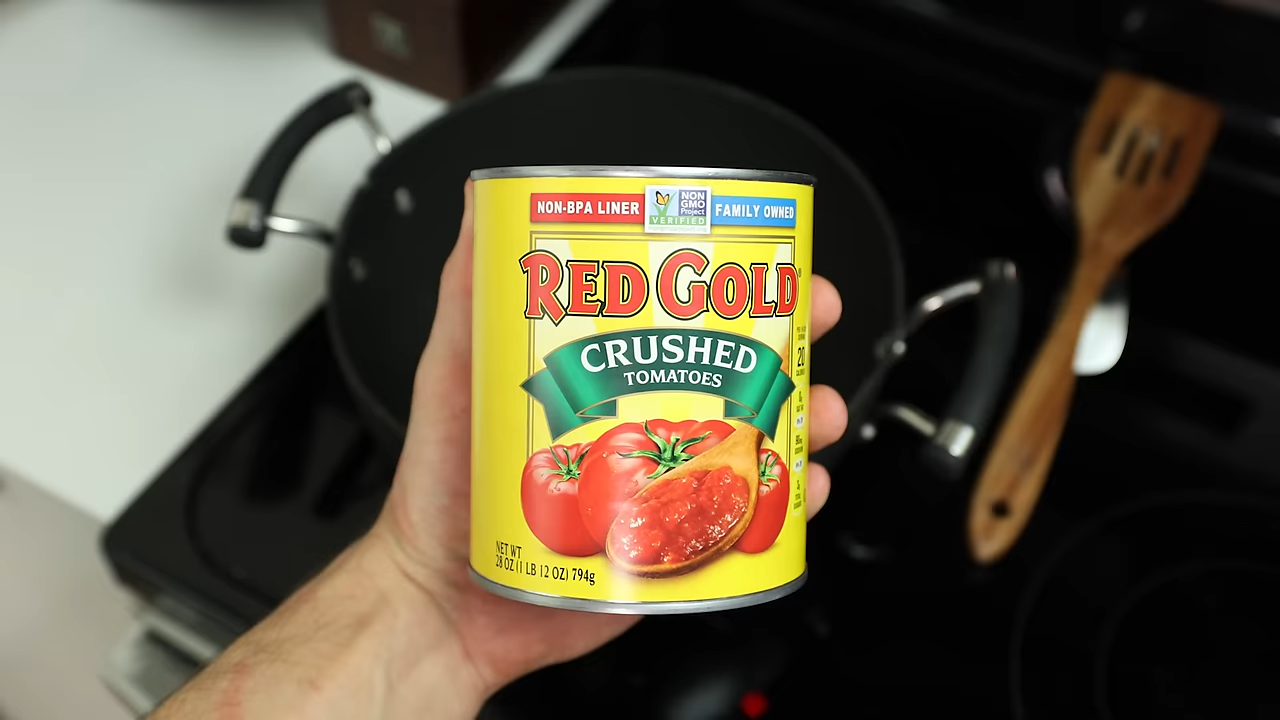 NON-BPA LINER
NON
GMO
Project
VERIFIED
FAMILY OWNED
RED GOLD®
CRUSHED
TOMATOES
20
NET WT
28 OZ (1 LB 12 OZ) 794g